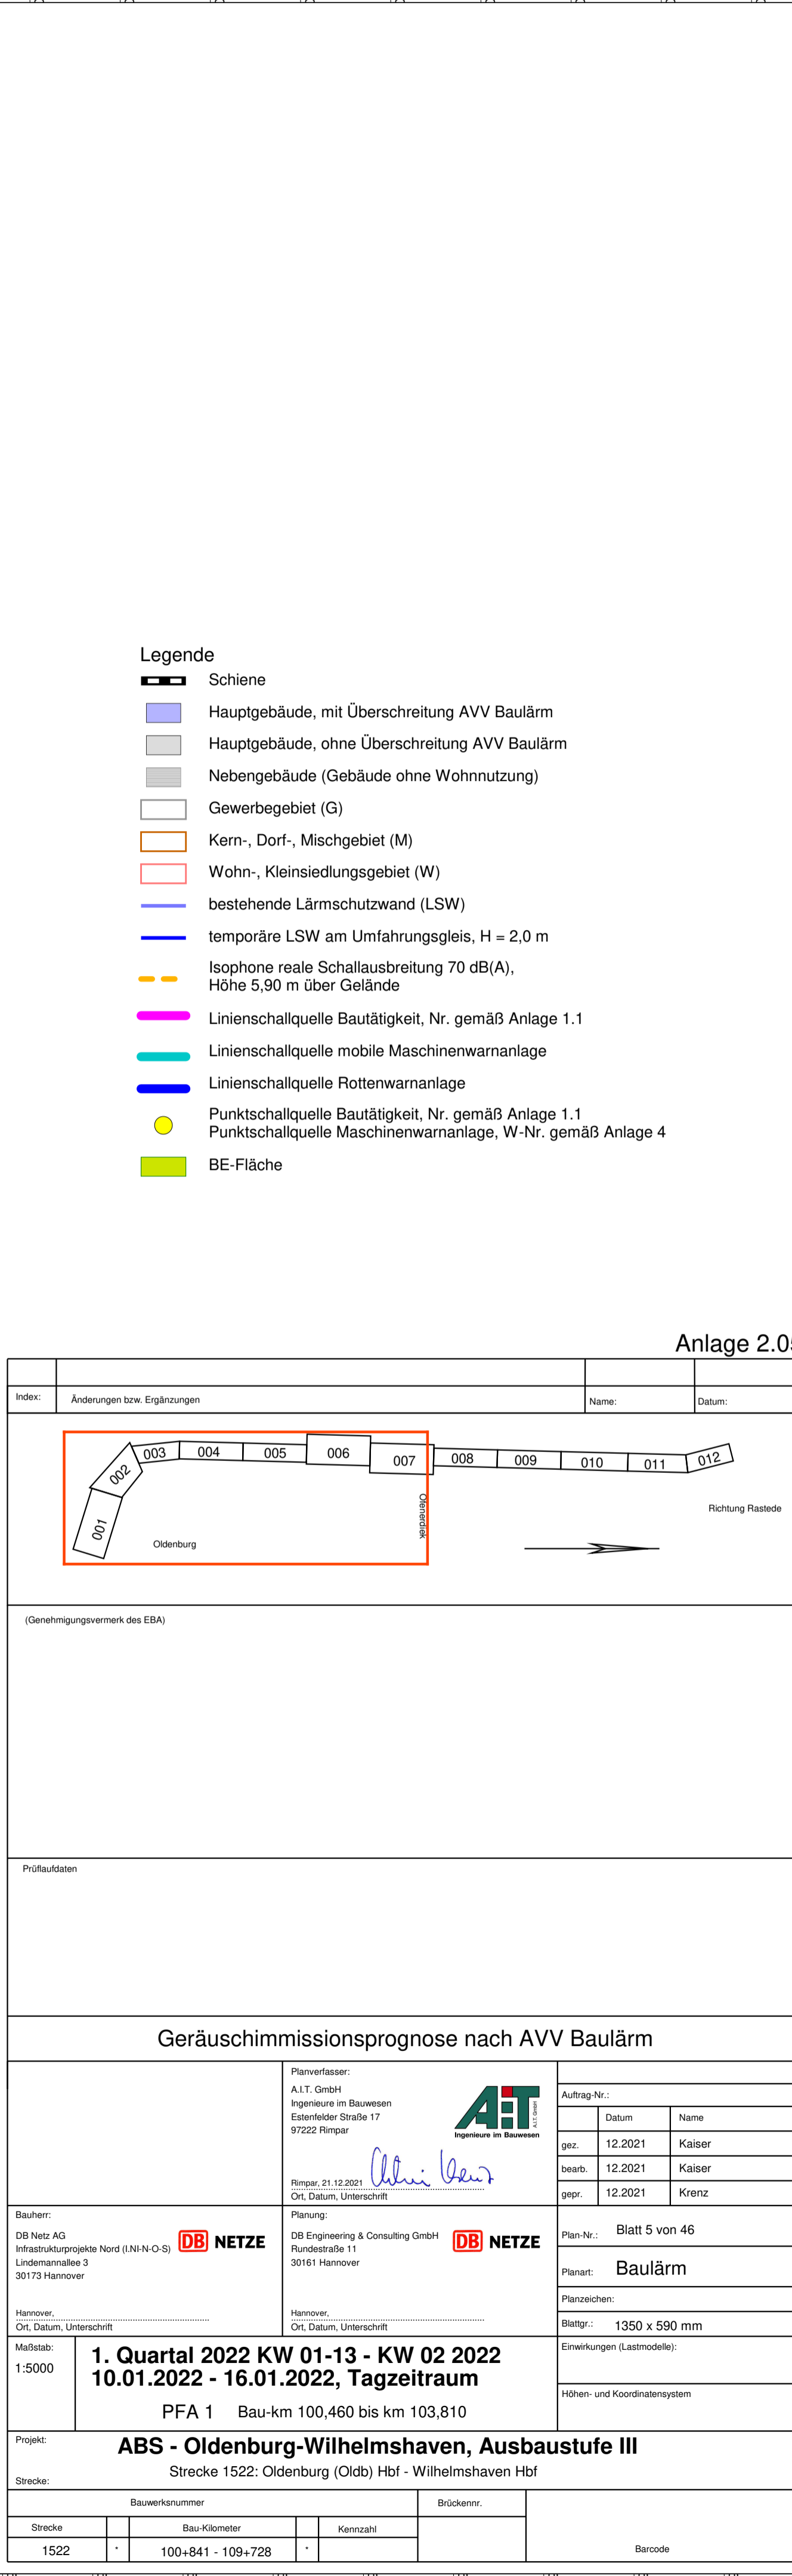 Legende
Schiene
Hauptgebäude, mit Überschreitung AVV Baulärm
Hauptgebäude, ohne Überschreitung AVV Baulärm
Nebengebäude (Gebäude ohne Wohnnutzung)
Gewerbegebiet (G)
Kern-, Dorf-, Mischgebiet (M)
Wohn-, Kleinsiedlungsgebiet (W)
bestehende Lärmschutzwand (LSW)
temporäre LSW am Umfahrungsgleis, H = 2,0 m
Isophone reale Schallausbreitung 70 dB(A),
Höhe 5,90 m über Gelände
Linienschallquelle Bautätigkeit, Nr. gemäß Anlage 1.1
Linienschallquelle mobile Maschinenwarnanlage
Linienschallquelle Rottenwarnanlage
Punktschallquelle Bautätigkeit, Nr. gemäß Anlage 1.1
Punktschallquelle Maschinenwarnanlage, W-Nr. gemäß Anlage 4
BE-Fläche
Anlage 2.05
Index:
Änderungen bzw. Ergänzungen
Name:
Datum:
001
002
003
004
005
006
007
008
009
010
011
012
Ofenerdiek
Oldenburg
Richtung Rastede
(Genehmigungsvermerk des EBA)
Prüflaufdaten
Geräuschimmissionsprognose nach AVV Baulärm
Planverfasser:
A.I.T. GmbH
Ingenieure im Bauwesen
Estenfelder Straße 17
97222 Rimpar
AIT
A.I.T. GmbH
Ingenieure im Bauwesen
Rimpar, 21.12.2021
Ort, Datum, Unterschrift
Auftrag-Nr.:
Datum
Name
gez.
12.2021
Kaiser
bearb.
12.2021
Kaiser
gepr.
12.2021
Krenz
Bauherr:
DB Netz AG
Infrastrukturprojekte Nord (I.NI-N-O-S)
Lindemannallee 3
30173 Hannover
DB NETZE
Hannover,
Ort, Datum, Unterschrift
Planung:
DB Engineering & Consulting GmbH
Rundestraße 11
30161 Hannover
DB NETZE
Hannover,
Ort, Datum, Unterschrift
Plan-Nr.:
Blatt 5 von 46
Planart:
Baulärm
Planzeichen:
Blattgr.:
1350 x 590 mm
Maßstab:
1:5000
1. Quartal 2022 KW 01-13 - KW 02 2022
10.01.2022 - 16.01.2022, Tagzeitraum
PFA 1 Bau-km 100,460 bis km 103,810
Einwirkungen (Lastmodelle):
Höhen- und Koordinatensystem
Projekt:
ABS - Oldenburg-Wilhelmshaven, Ausbaustufe III
Strecke 1522: Oldenburg (Oldb) Hbf - Wilhelmshaven Hbf
Strecke:
Bauwerksnummer
Brückennr.
Strecke
Bau-Kilometer
Kennzahl
1522
*
100+841 - 109+728
*
Barcode